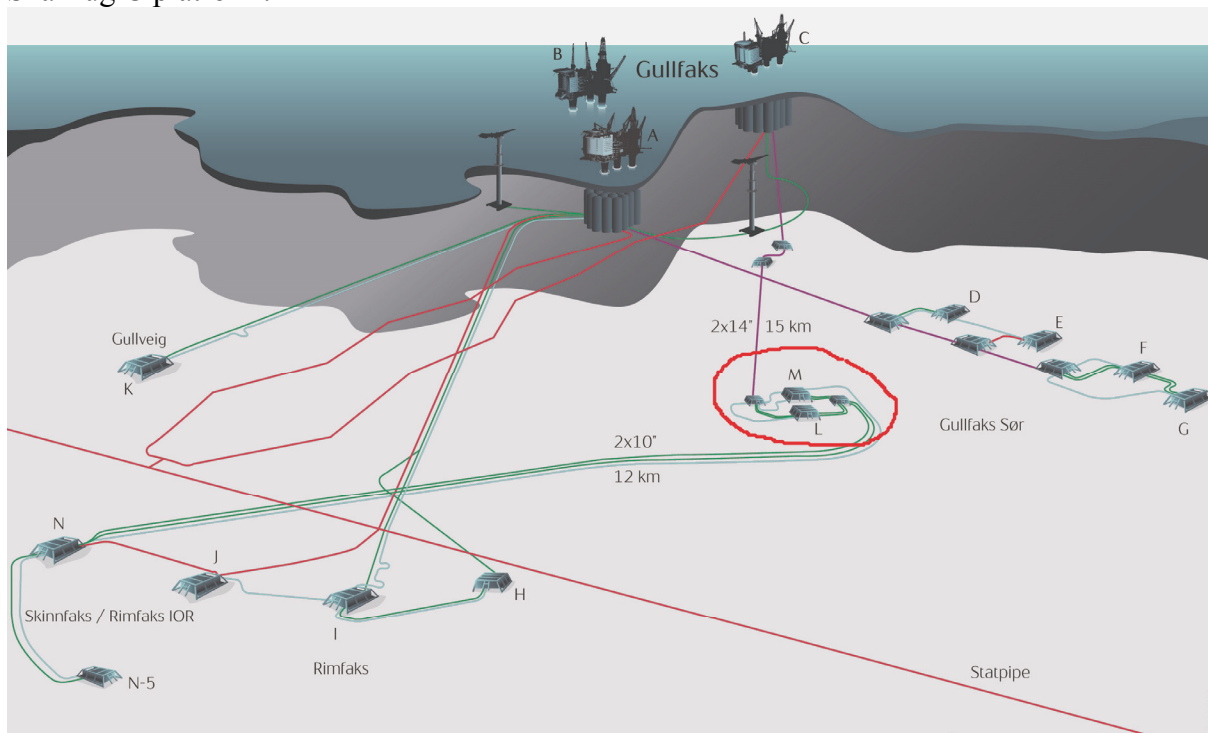 C
B
Gullfaks
A
D
2x14" 15 km
E
Gullveig
F
K
M
L
G
Gullfaks Sør
2x10"
12 km
N
J
H
Skinnfaks / Rimfaks IOR
I
Rimfaks
Statpipe
N-5